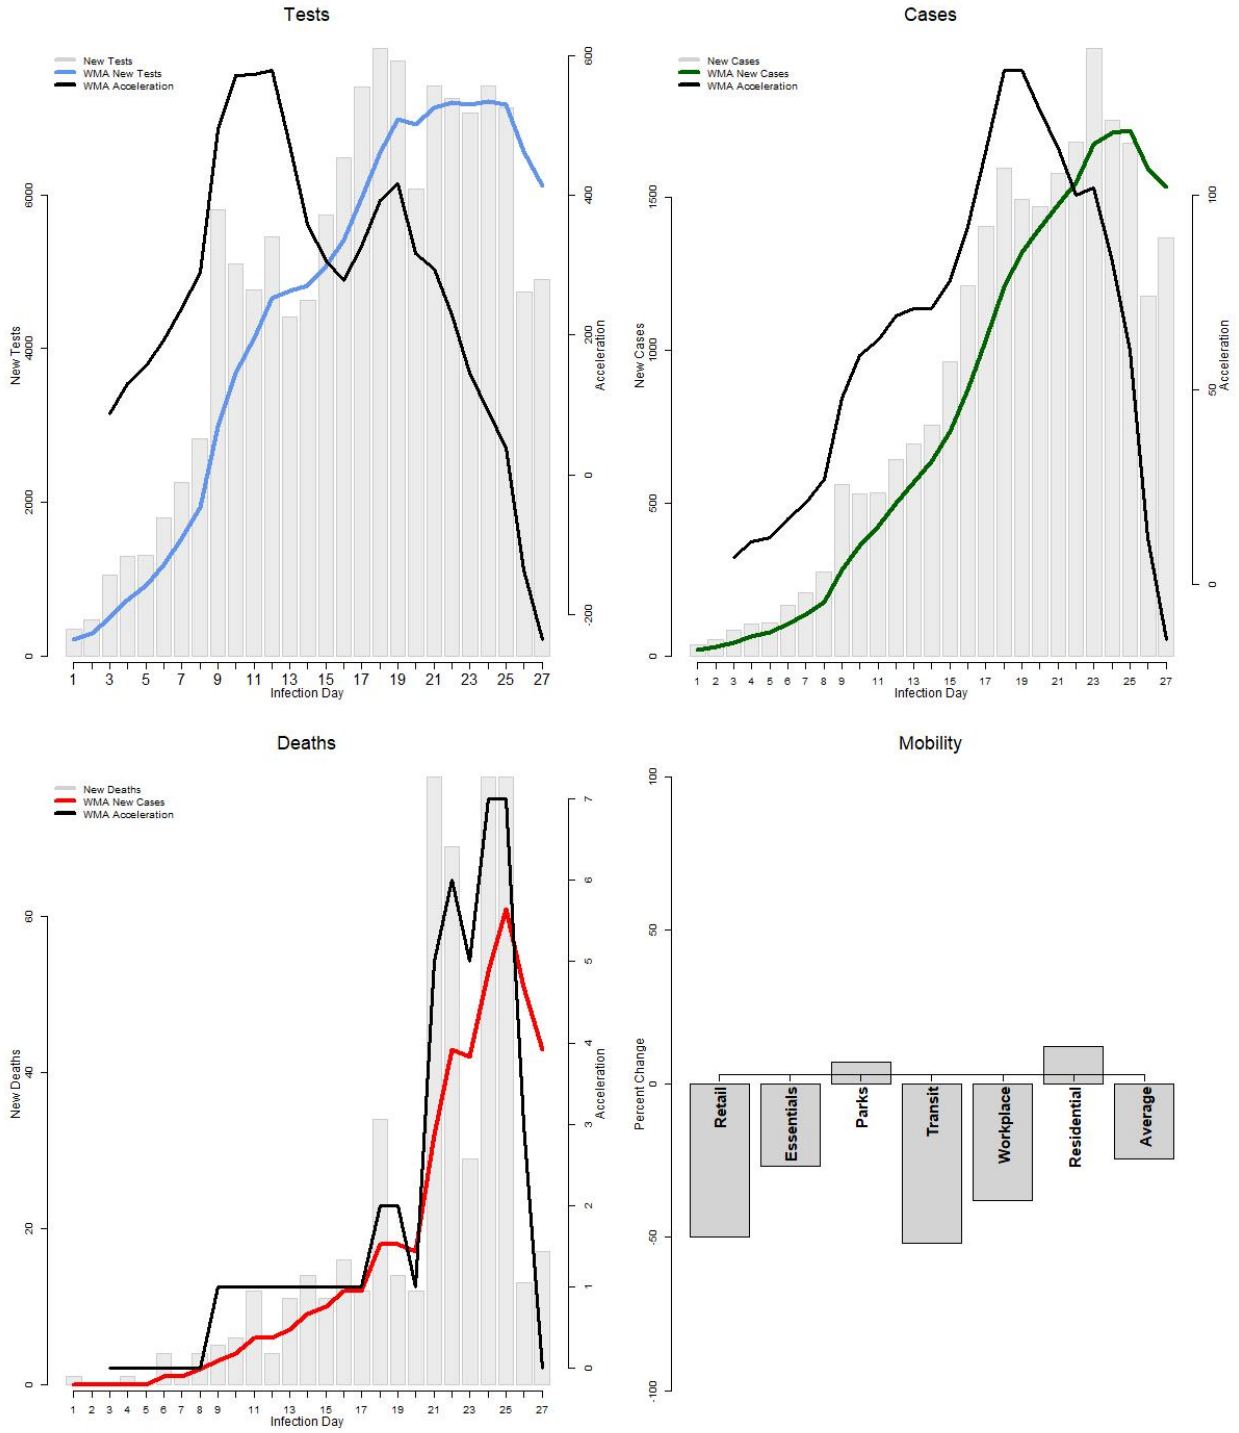 Tests
New Tests
WMA New Tests
WMA Acceleration
New Tests
0 2000 4000 6000
Acceleration
-200 0 200 400 600
1 3 5 7 9 11 13 15 17 19 21 23 25 27
Infection Day
Cases
New Cases
WMA New Cases
WMA Acceleration
New Cases
0 500 1000 1500
Acceleration
0 50 100
1 2 3 4 5 6 7 8 9 11 13 15 17 19 21 23 25 27
Infection Day
Deaths
New Deaths
WMA New Cases
WMA Acceleration
New Deaths
0 20 40 60
Acceleration
0 1 2 3 4 5 6 7
1 2 3 4 5 6 7 8 9 11 13 15 17 19 21 23 25 27
Infection Day
Mobility
Percent Change
-100 -50 0 50 100
Retail
Essentials
Parks
Transit
Workplace
Residential
Average